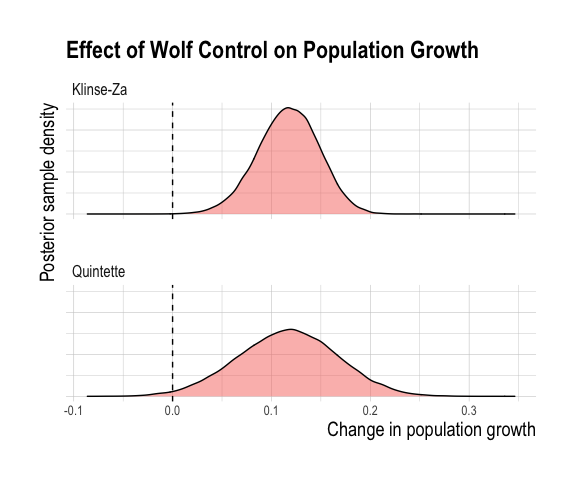 Effect of Wolf Control on Population Growth
Klinse-Za
Posterior sample density
Quintette
-0.1 0.0 0.1 0.2 0.3
Change in population growth